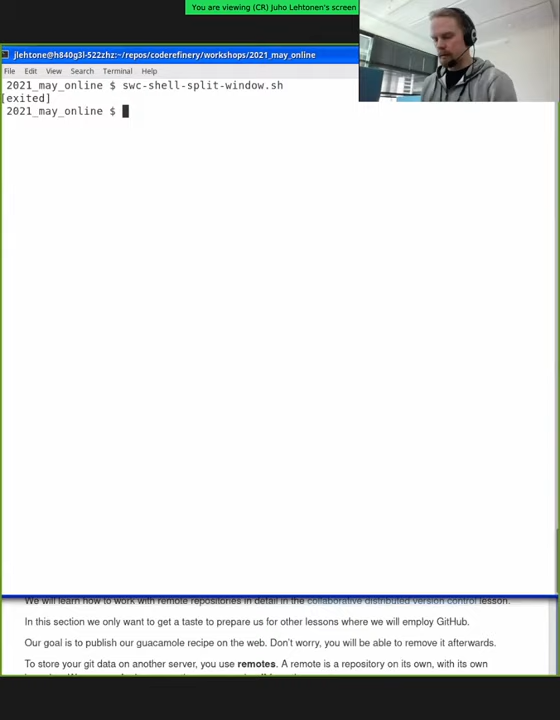 You are viewing (CR) Juho Lehtonen's screen
jlehtone@h840g3l-522zhz:~/repos/coderefinery/workshops/2021_may_online
File Edit View Search Terminal Help
2021_may_online $ swc-shell-split-window.sh
[exited]
2021_may_online $
We will learn how to work with remote repositories in detail in the collaborative distributed version control lesson.
In this section we only want to get a taste to prepare us for other lessons where we will employ GitHub.
Our goal is to publish our guacamole recipe on the web. Don't worry, you will be able to remove it afterwards.
To store your git data on another server, you use remotes. A remote is a repository on its own, with its own